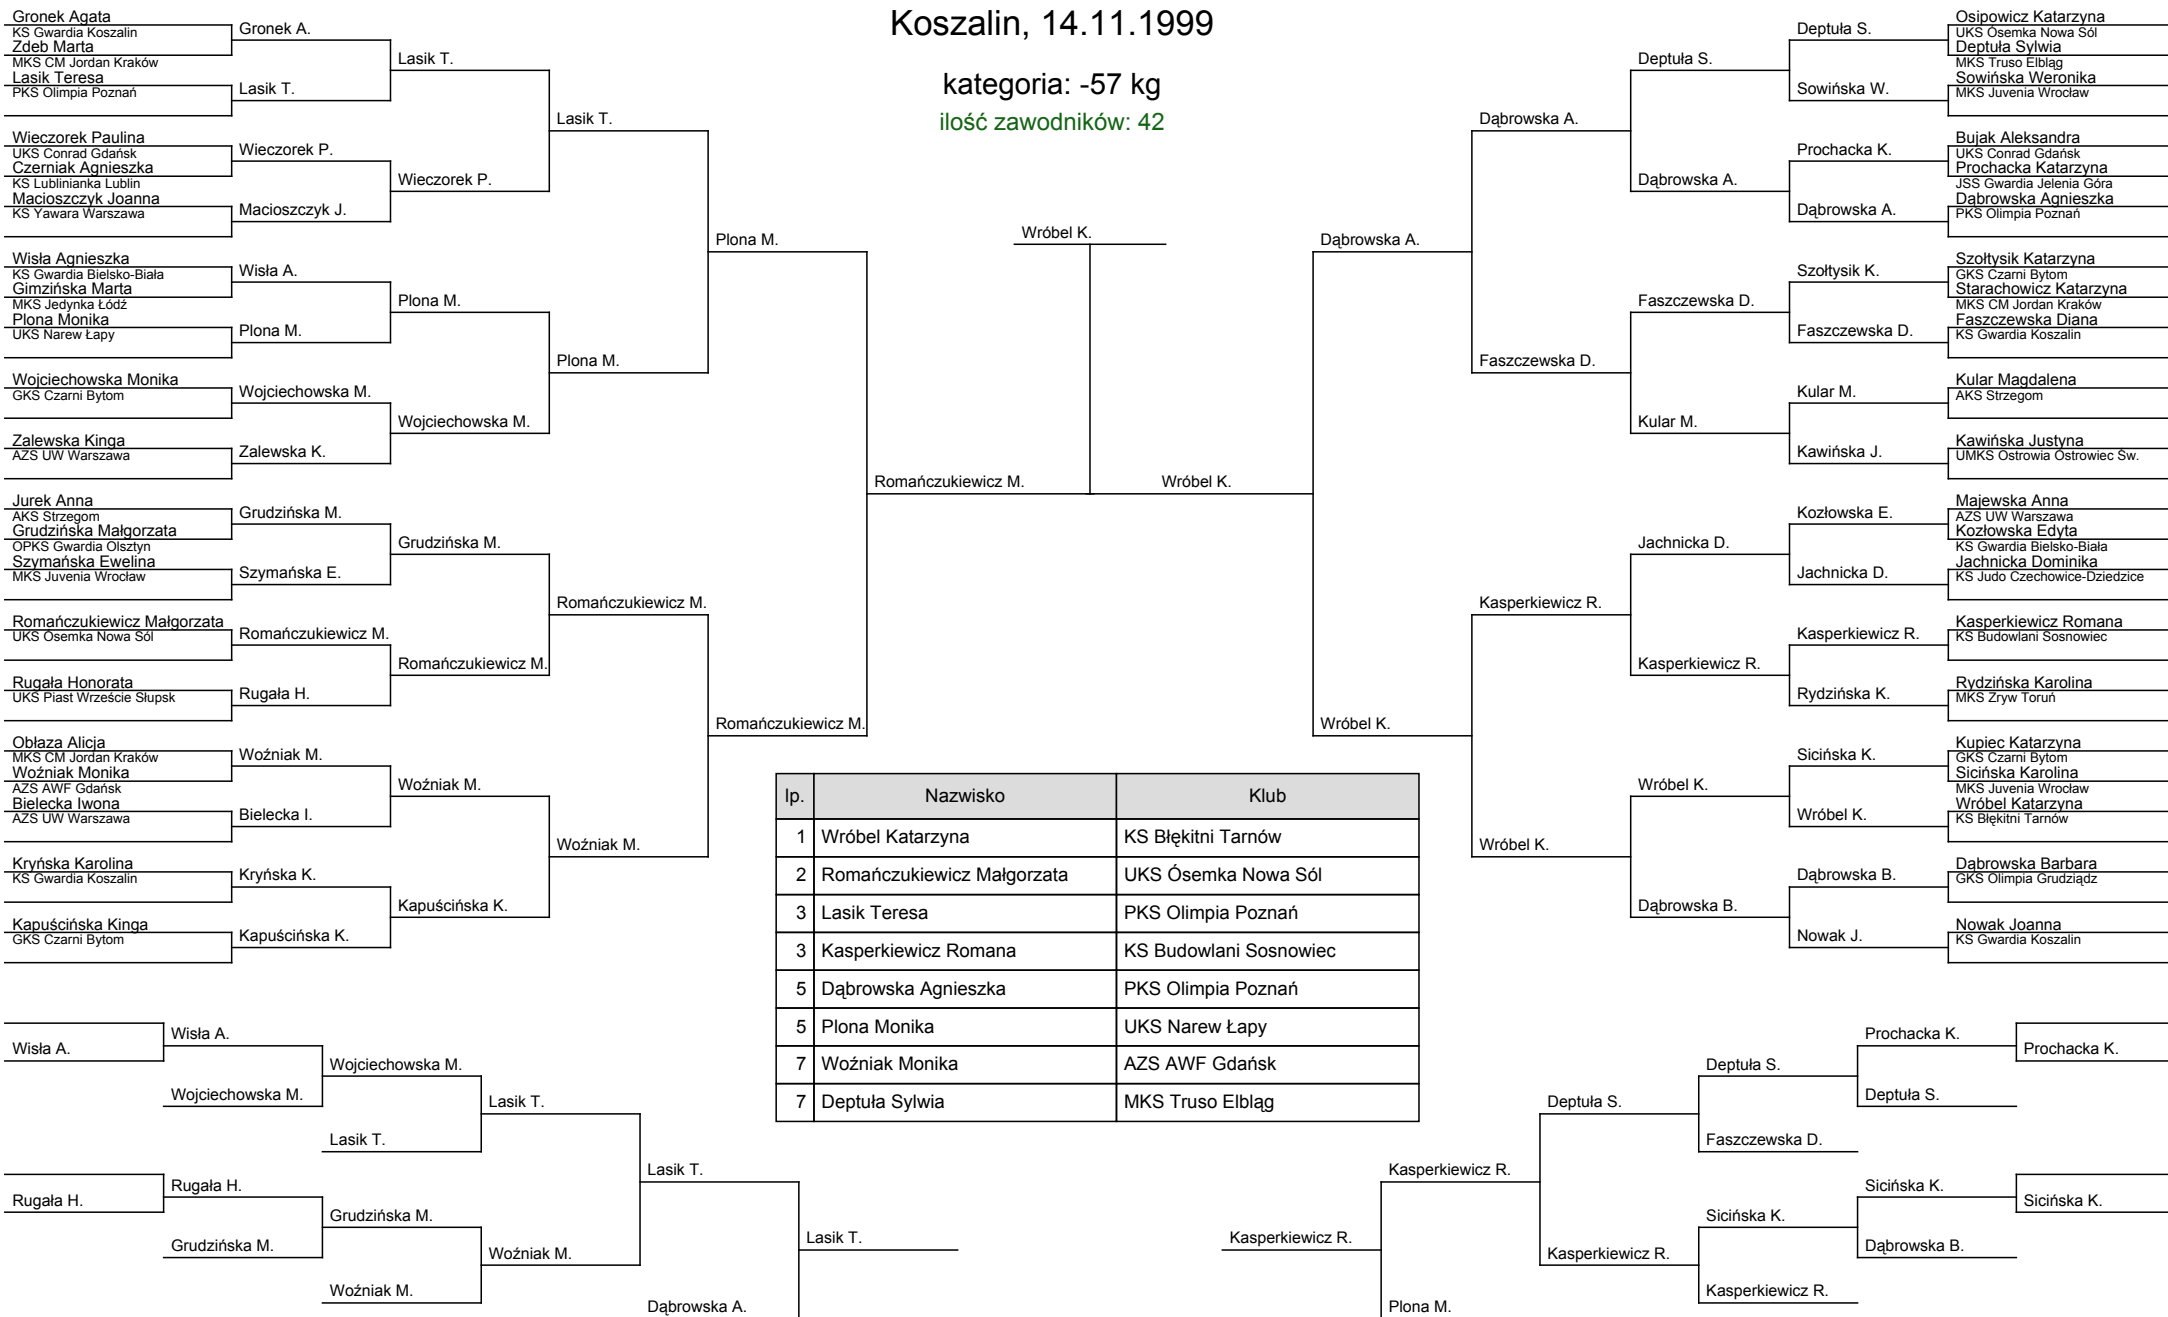 Koszalin, 14.11.1999
kategoria: -57 kg
ilość zawodników: 42
Gronek Agata
KS Gwardia Koszalin
Zdeb Marta
MKS CM Jordan Kraków
Lasik Teresa
PKS Olimpia Poznań
Wieczorek Paulina
UKS Conrad Gdańsk
Czerniak Agnieszka
KS Lublinianka Lublin
Macioszczyk Joanna
KS Yawara Warszawa
Wisła Agnieszka
KS Gwardia Bielsko-Biała
Gimzińska Marta
MKS Jedynka Łódź
Plona Monika
UKS Narew Łapy
Wojciechowska Monika
GKS Czarni Bytom
Zalewska Kinga
AZS UW Warszawa
Jurek Anna
AKS Strzegom
Grudzińska Małgorzata
OPKS Gwardia Olsztyn
Szymańska Ewelina
MKS Juvenia Wrocław
Romańczukiewicz Małgorzata
UKS Ósemka Nowa Sól
Rugała Honorata
UKS Piast Wrzeście Słupsk
Obłaza Alicja
MKS CM Jordan Kraków
Woźniak Monika
AZS AWF Gdańsk
Bielecka Iwona
AZS UW Warszawa
Kryńska Karolina
KS Gwardia Koszalin
Kapuścińska Kinga
GKS Czarni Bytom
Gronek A.
Lasik T.
Wieczorek P.
Macioszczyk J.
Wisła A.
Plona M.
Wojciechowska M.
Zalewska K.
Grudzińska M.
Szymańska E.
Romańczukiewicz M.
Rugała H.
Woźniak M.
Bielecka I.
Kryńska K.
Kapuścińska K.
Lasik T.
Wieczorek P.
Plona M.
Wojciechowska M.
Grudzińska M.
Romańczukiewicz M.
Woźniak M.
Kapuścińska K.
Lasik T.
Plona M.
Romańczukiewicz M.
Woźniak M.
Plona M.
Romańczukiewicz M.
Romańczukiewicz M.
Wróbel K.
Wróbel K.
Dąbrowska A.
Wróbel K.
Dąbrowska A.
Faszczewska D.
Kasperkiewicz R.
Wróbel K.
Deptuła S.
Dąbrowska A.
Faszczewska D.
Kular M.
Jachnicka D.
Kasperkiewicz R.
Wróbel K.
Dąbrowska B.
Deptuła S.
Sowińska W.
Prochacka K.
Dąbrowska A.
Szołtysik K.
Faszczewska D.
Kular M.
Kawińska J.
Kozłowska E.
Jachnicka D.
Kasperkiewicz R.
Rydzińska K.
Sicińska K.
Wróbel K.
Dąbrowska B.
Nowak J.
Osipowicz Katarzyna
UKS Ósemka Nowa Sól
Deptuła Sylwia
MKS Truso Elbląg
Sowińska Weronika
MKS Juvenia Wrocław
Bujak Aleksandra
UKS Conrad Gdańsk
Prochacka Katarzyna
JSS Gwardia Jelenia Góra
Dąbrowska Agnieszka
PKS Olimpia Poznań
Szołtysik Katarzyna
GKS Czarni Bytom
Starachowicz Katarzyna
MKS CM Jordan Kraków
Faszczewska Diana
KS Gwardia Koszalin
Kular Magdalena
AKS Strzegom
Kawińska Justyna
UMKS Ostrowia Ostrowiec Św.
Majewska Anna
AZS UW Warszawa
Kozłowska Edyta
KS Gwardia Bielsko-Biała
Jachnicka Dominika
KS Judo Czechowice-Dziedzice
Kasperkiewicz Romana
KS Budowlani Sosnowiec
Rydzińska Karolina
MKS Zryw Toruń
Kupiec Katarzyna
GKS Czarni Bytom
Sicińska Karolina
MKS Juvenia Wrocław
Wróbel Katarzyna
KS Błękitni Tarnów
Dąbrowska Barbara
GKS Olimpia Grudziądz
Nowak Joanna
KS Gwardia Koszalin
lp. Nazwisko Klub
1 Wróbel Katarzyna KS Błękitni Tarnów
2 Romańczukiewicz Małgorzata UKS Ósemka Nowa Sól
3 Lasik Teresa PKS Olimpia Poznań
3 Kasperkiewicz Romana KS Budowlani Sosnowiec
5 Dąbrowska Agnieszka PKS Olimpia Poznań
5 Plona Monika UKS Narew Łapy
7 Woźniak Monika AZS AWF Gdańsk
7 Deptuła Sylwia MKS Truso Elbląg
Wisła A.
Rugała H.
Wisła A.
Wojciechowska M.
Rugała H.
Grudzińska M.
Wojciechowska M.
Lasik T.
Grudzińska M.
Woźniak M.
Lasik T.
Woźniak M.
Lasik T.
Dąbrowska A.
Lasik T.
Kasperkiewicz R.
Kasperkiewicz R.
Plona M.
Deptuła S.
Kasperkiewicz R.
Deptuła S.
Faszczewska D.
Sicińska K.
Kasperkiewicz R.
Prochacka K.
Deptuła S.
Sicińska K.
Dąbrowska B.
Prochacka K.
Sicińska K.